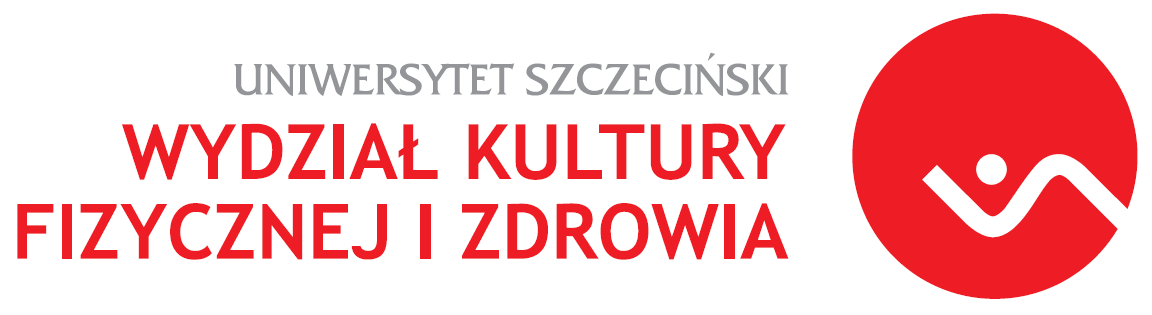 UNIWERSYTET SZCZECIŃSKI
WYDZIAŁ KULTURY
FIZYCZNEJ I ZDROWIA